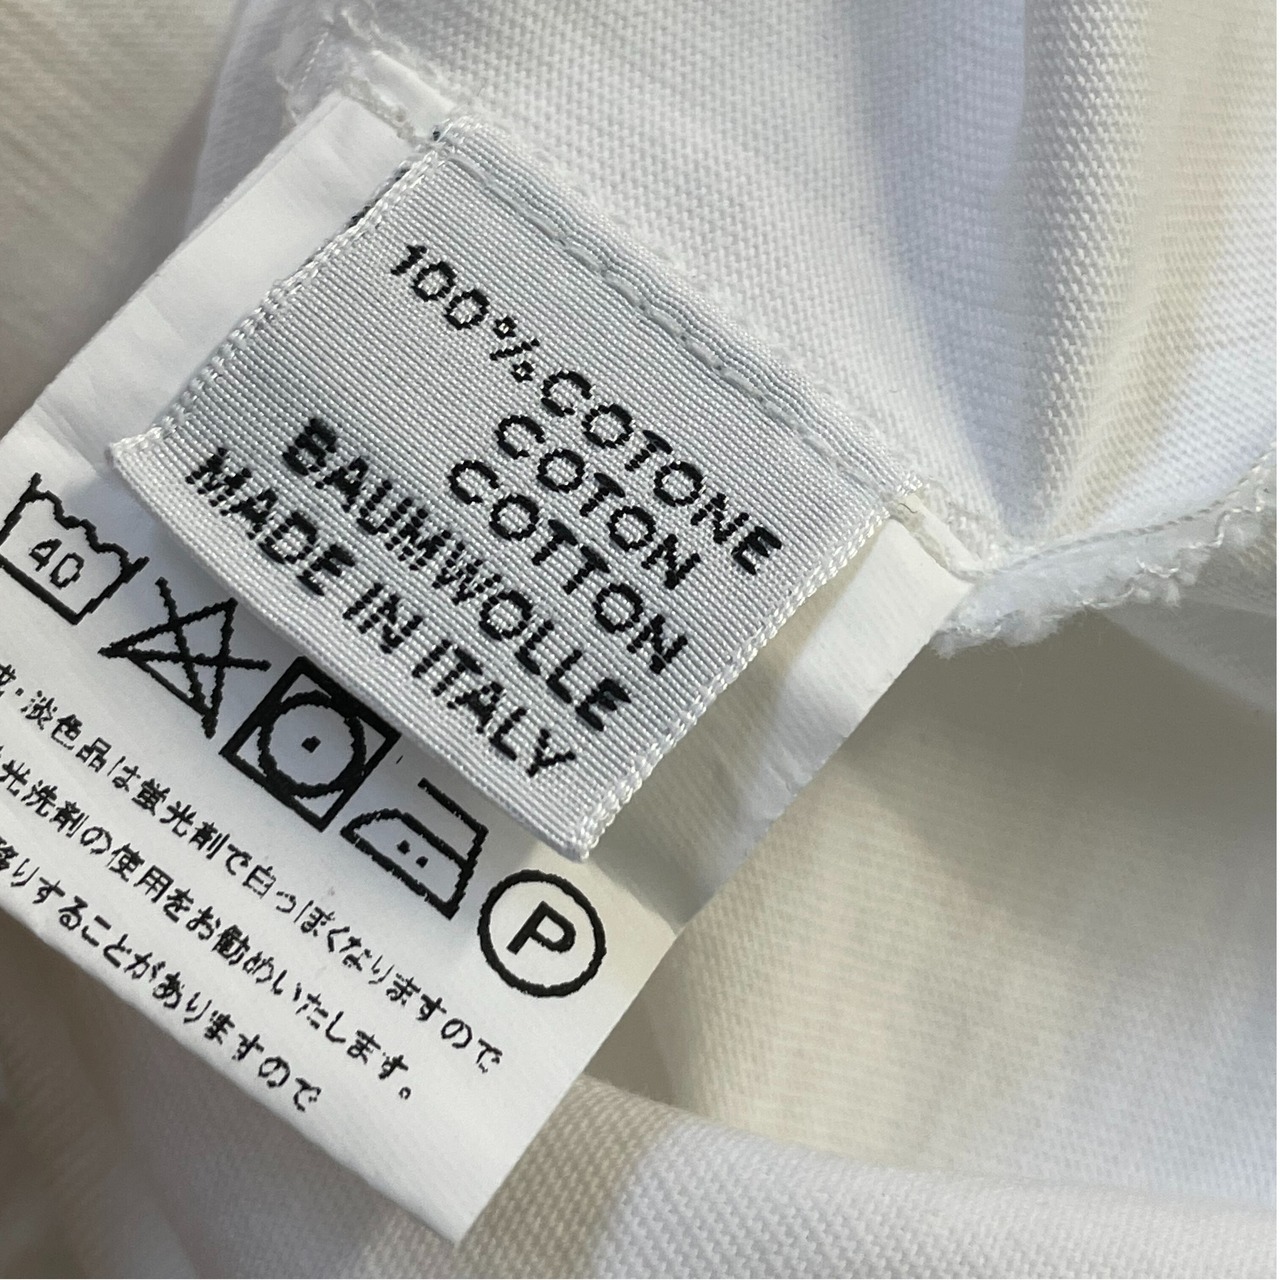 100% COTONE
COTON
COTTON
BAUMWOLLE
MADE IN ITALY
40
P
・淡色品は蛍光剤で白っぽくなりますので
光洗剤の使用をお勧めいたします。
移りすることがありますので